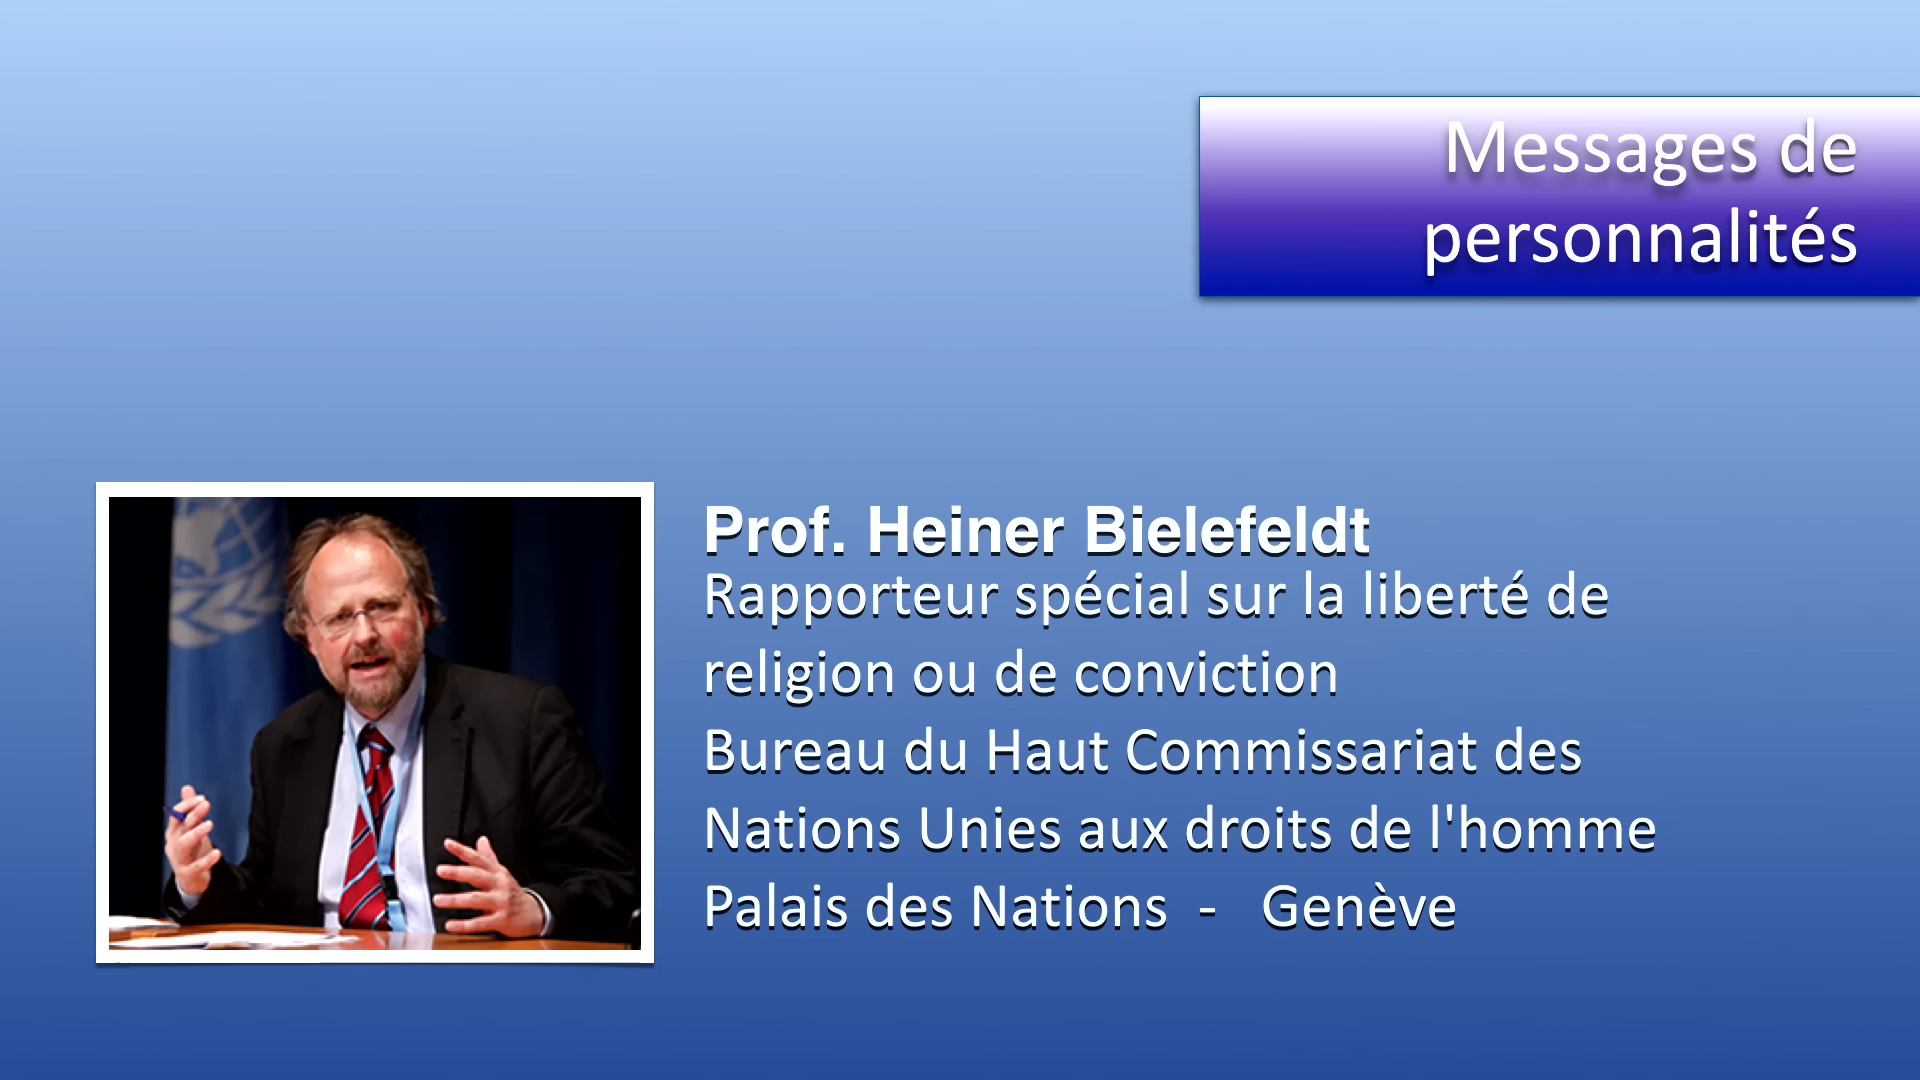 Messages de
personnalités
Prof. Heiner Bielefeldt
Rapporteur spécial sur la liberté de
religion ou de conviction
Bureau du Haut Commissariat des
Nations Unies aux droits de l'homme
Palais des Nations - Genève